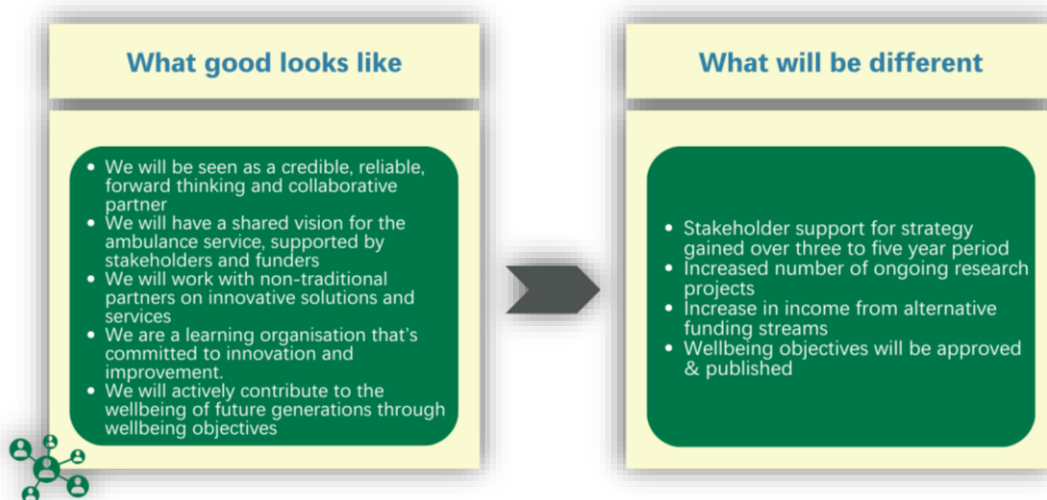 What good looks like
• We will be seen as a credible, reliable,
forward thinking and collaborative
partner
• We will have a shared vision for the
ambulance service, supported by
stakeholders and funders
• We will work with non-traditional
partners on innovative solutions and
services
• We are a learning organisation that's
committed to innovation and
improvement.
• We will actively contribute to the
wellbeing of future generations through
wellbeing objectives
What will be different
• Stakeholder support for strategy
gained over three to five year period
• Increased number of ongoing research
projects
• Increase in income from alternative
funding streams
• Wellbeing objectives will be approved
& published